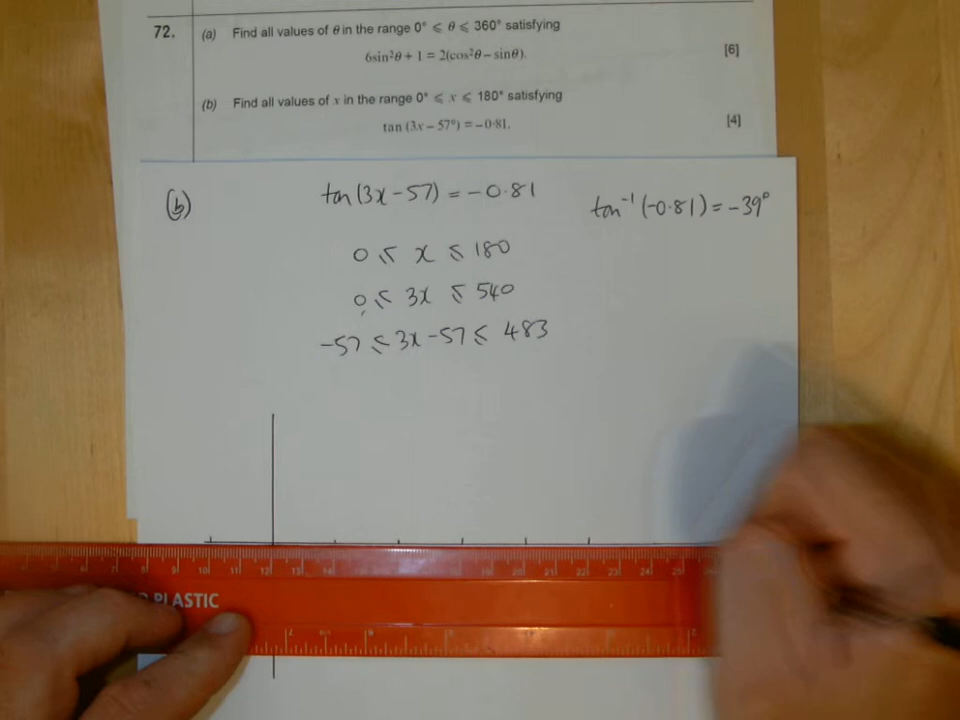 72. (a) Find all values of θ in the range 0° ⩽ θ ⩽ 360° satisfying
6sin²θ + 1 = 2(cos²θ – sinθ). [6]
(b) Find all values of x in the range 0° ⩽ x ⩽ 180° satisfying
tan (3x – 57°) = –0·81. [4]
(b) tan(3x – 57) = – 0.81 tan⁻¹(–0.81) = –39°
0 ⩽ x ⩽ 180
0 ⩽ 3x ⩽ 540
–57 ⩽ 3x – 57 ⩽ 483
PLASTIC